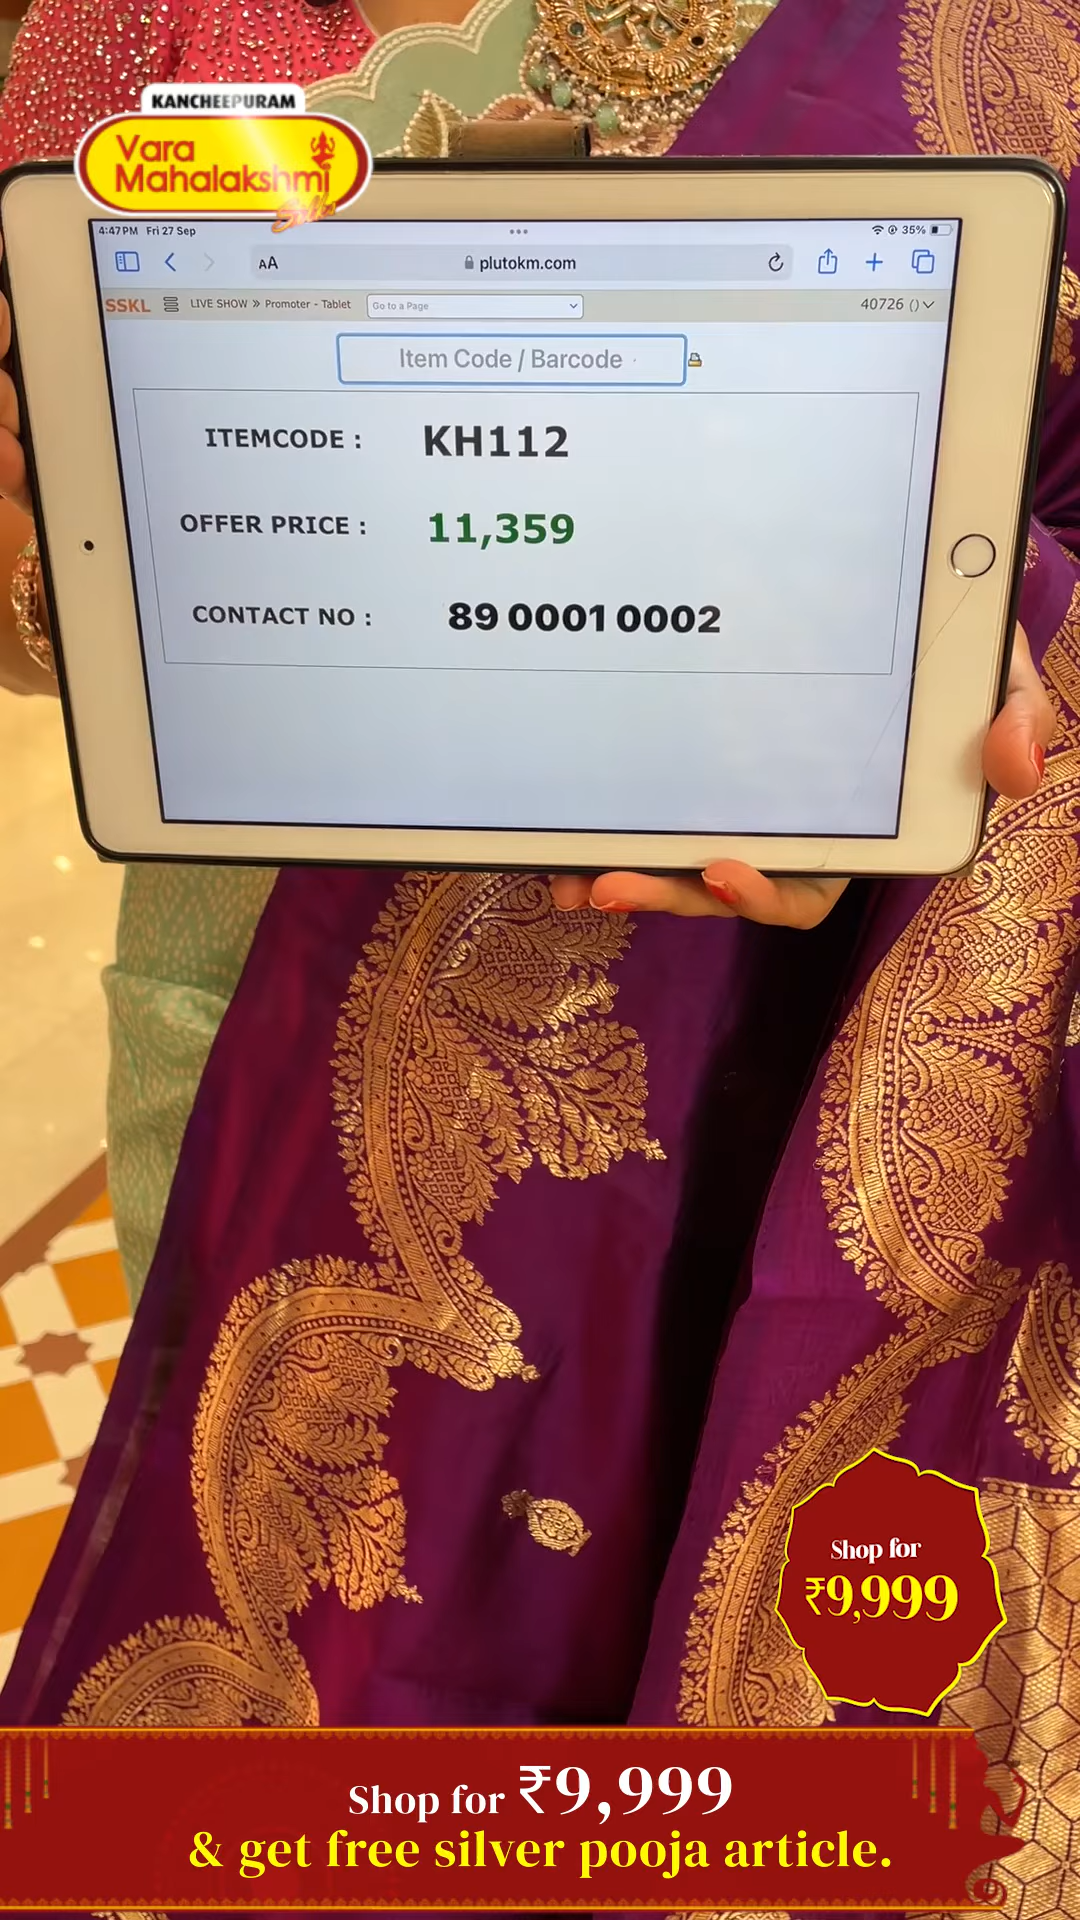 KANCHEEPURAM
Vara
Mahalakshmi
Silks
4:47 PM Fri 27 Sep
35%
AA
plutokm.com
SSKL
LIVE SHOW » Promoter - Tablet
Go to a Page
40726 ()
Item Code / Barcode
ITEMCODE : KH112
OFFER PRICE : 11,359
CONTACT NO : 89 0001 0002
Shop for
₹9,999
Shop for ₹9,999
& get free silver pooja article.